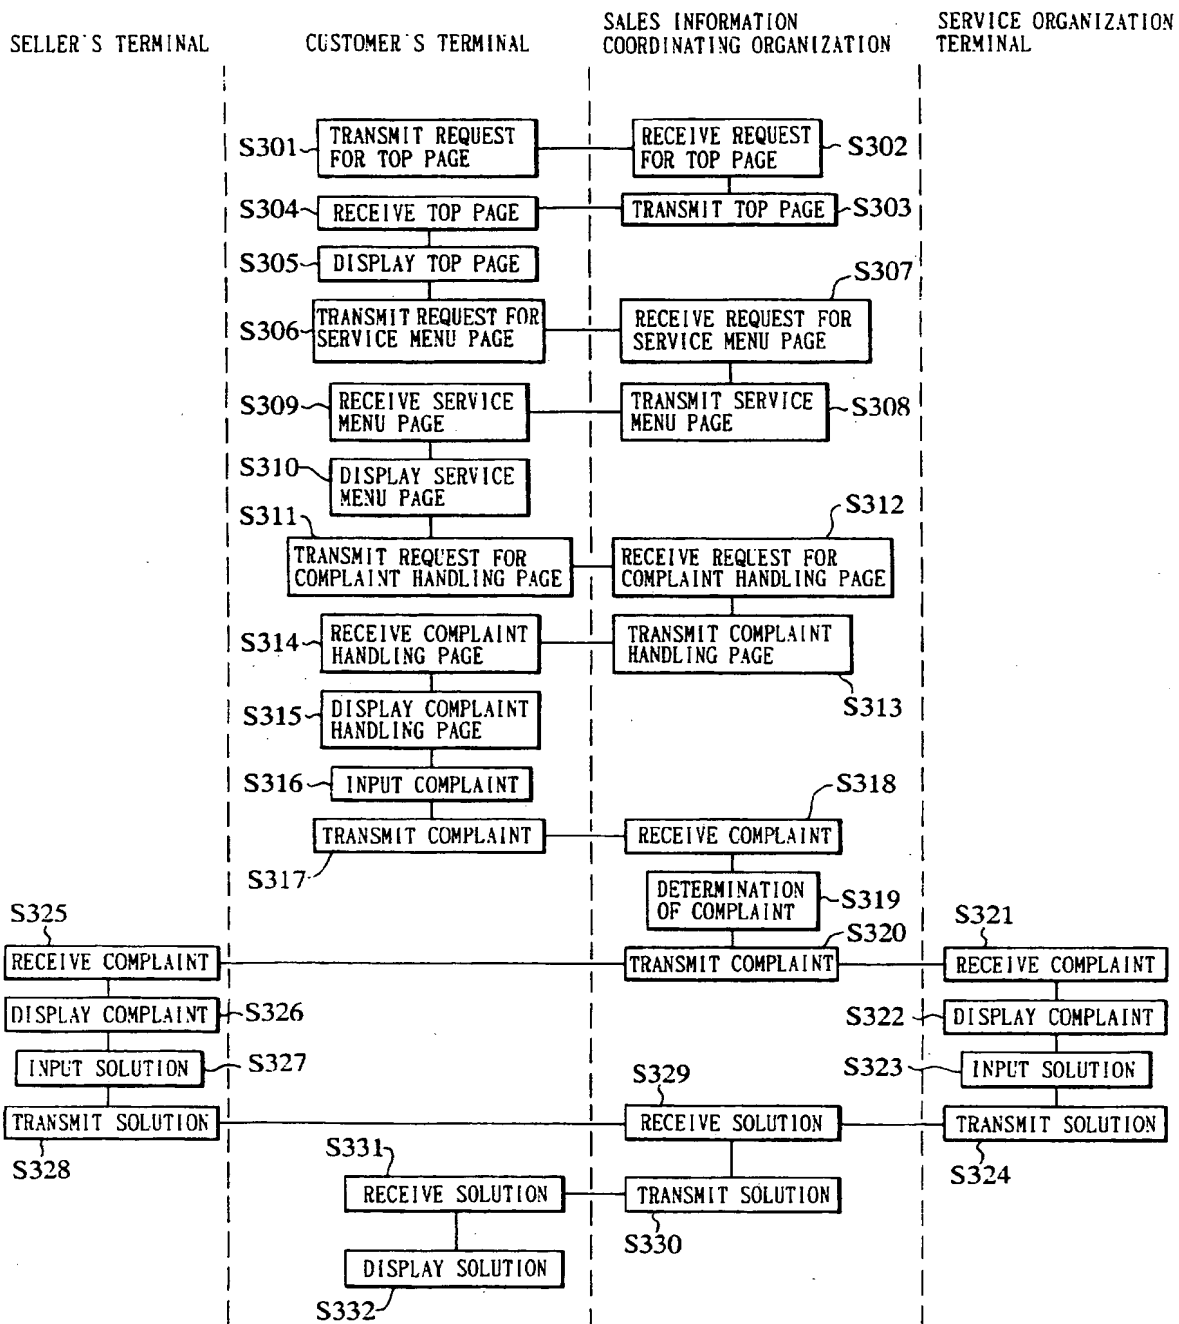 SELLER'S TERMINAL
CUSTOMER'S TERMINAL
SALES INFORMATION
COORDINATING ORGANIZATION
SERVICE ORGANIZATION
TERMINAL
S301
TRANSMIT REQUEST
FOR TOP PAGE
RECEIVE REQUEST
FOR TOP PAGE
S302
S304
RECEIVE TOP PAGE
TRANSMIT TOP PAGE
S303
S305
DISPLAY TOP PAGE
S307
S306
TRANSMIT REQUEST FOR
SERVICE MENU PAGE
RECEIVE REQUEST FOR
SERVICE MENU PAGE
S309
RECEIVE SERVICE
MENU PAGE
TRANSMIT SERVICE
MENU PAGE
S308
S310
DISPLAY SERVICE
MENU PAGE
S311
S312
TRANSMIT REQUEST FOR
COMPLAINT HANDLING PAGE
RECEIVE REQUEST FOR
COMPLAINT HANDLING PAGE
S314
RECEIVE COMPLAINT
HANDLING PAGE
TRANSMIT COMPLAINT
HANDLING PAGE
S313
S315
DISPLAY COMPLAINT
HANDLING PAGE
S316
INPUT COMPLAINT
S318
TRANSMIT COMPLAINT
RECEIVE COMPLAINT
S317
DETERMINATION
OF COMPLAINT
S319
S325
S320
S321
RECEIVE COMPLAINT
TRANSMIT COMPLAINT
RECEIVE COMPLAINT
DISPLAY COMPLAINT
S326
S322
DISPLAY COMPLAINT
INPUT SOLUTION
S327
S323
INPUT SOLUTION
S329
TRANSMIT SOLUTION
RECEIVE SOLUTION
TRANSMIT SOLUTION
S328
S331
S324
RECEIVE SOLUTION
TRANSMIT SOLUTION
S330
DISPLAY SOLUTION
S332